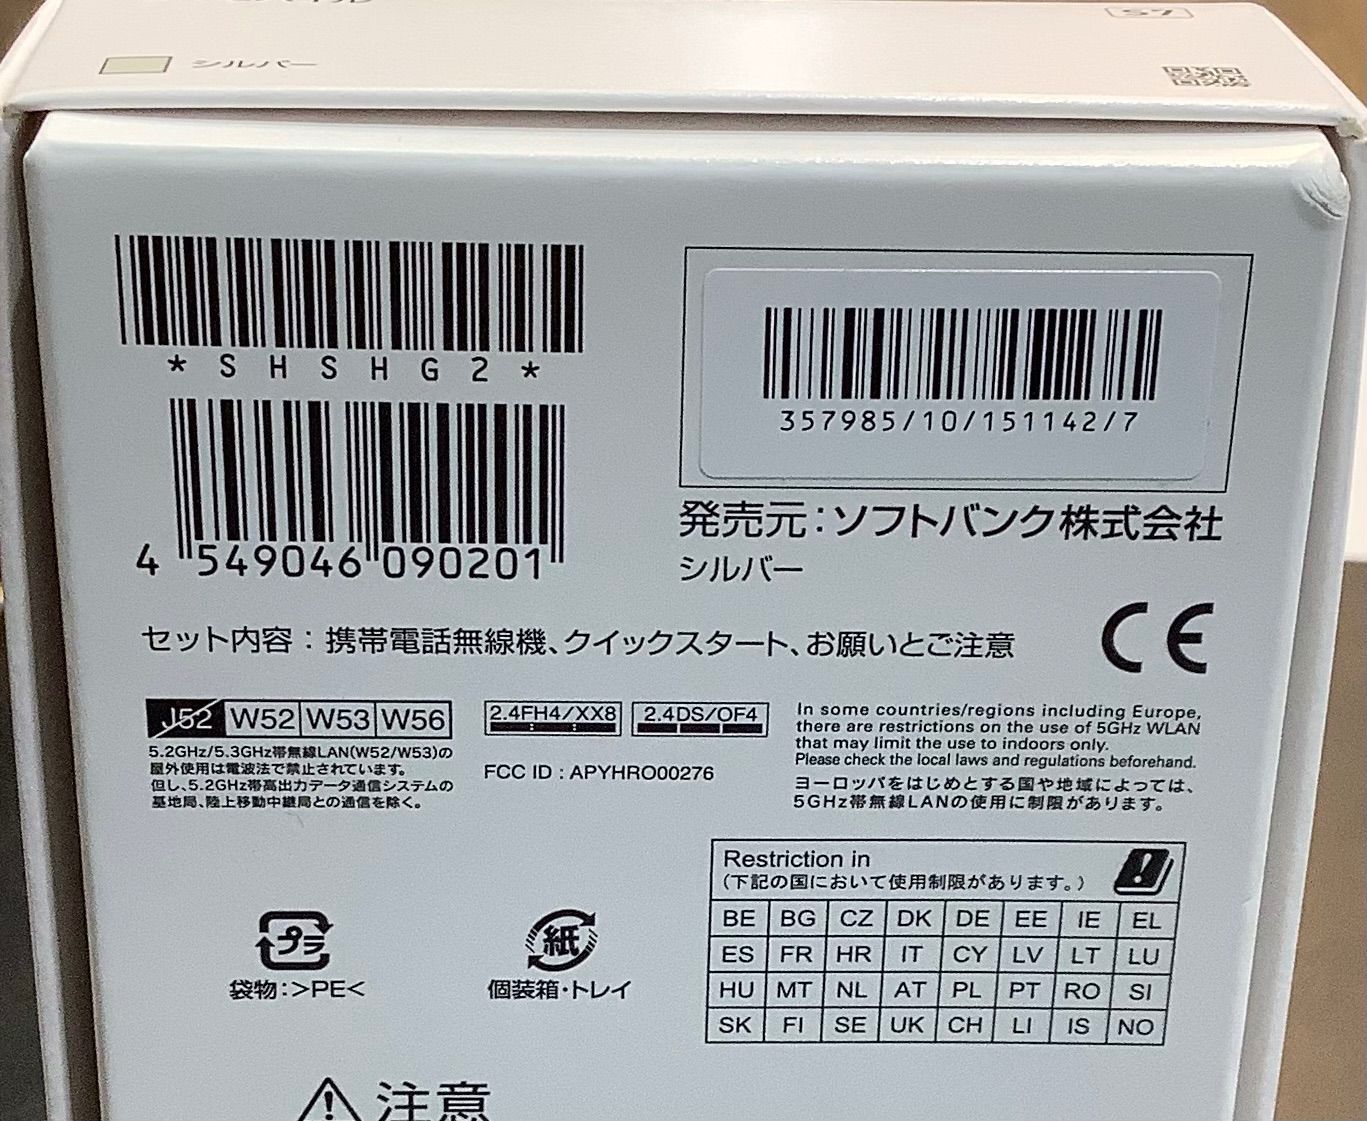 S7
シルバー
*SHSHG2*
4 549046 090201
357985/10/151142/7
発売元:ソフトバンク株式会社
シルバー
CE
セット内容:携帯電話無線機、クイックスタート、お願いとご注意
J52 W52 W53 W56
5.2GHz/5.3GHz帯無線LAN(W52/W53)の
屋外使用は電波法で禁止されています。
但し、5.2GHz帯高出力データ通信システムの
基地局、陸上移動中継局との通信を除く。
2.4FH4/XX8 2.4DS/OF4
FCC ID : APYHRO00276
In some countries/regions including Europe,
there are restrictions on the use of 5GHz WLAN
that may limit the use to indoors only.
Please check the local laws and regulations beforehand.
ヨーロッパをはじめとする国や地域によっては、
5GHz帯無線LANの使用に制限があります。
Restriction in
(下記の国において使用制限があります。)
BE BG CZ DK DE EE IE EL
ES FR HR IT CY LV LT LU
HU MT NL AT PL PT RO SI
SK FI SE UK CH LI IS NO
プラ
袋物:>PE<
紙
個装箱・トレイ
注意